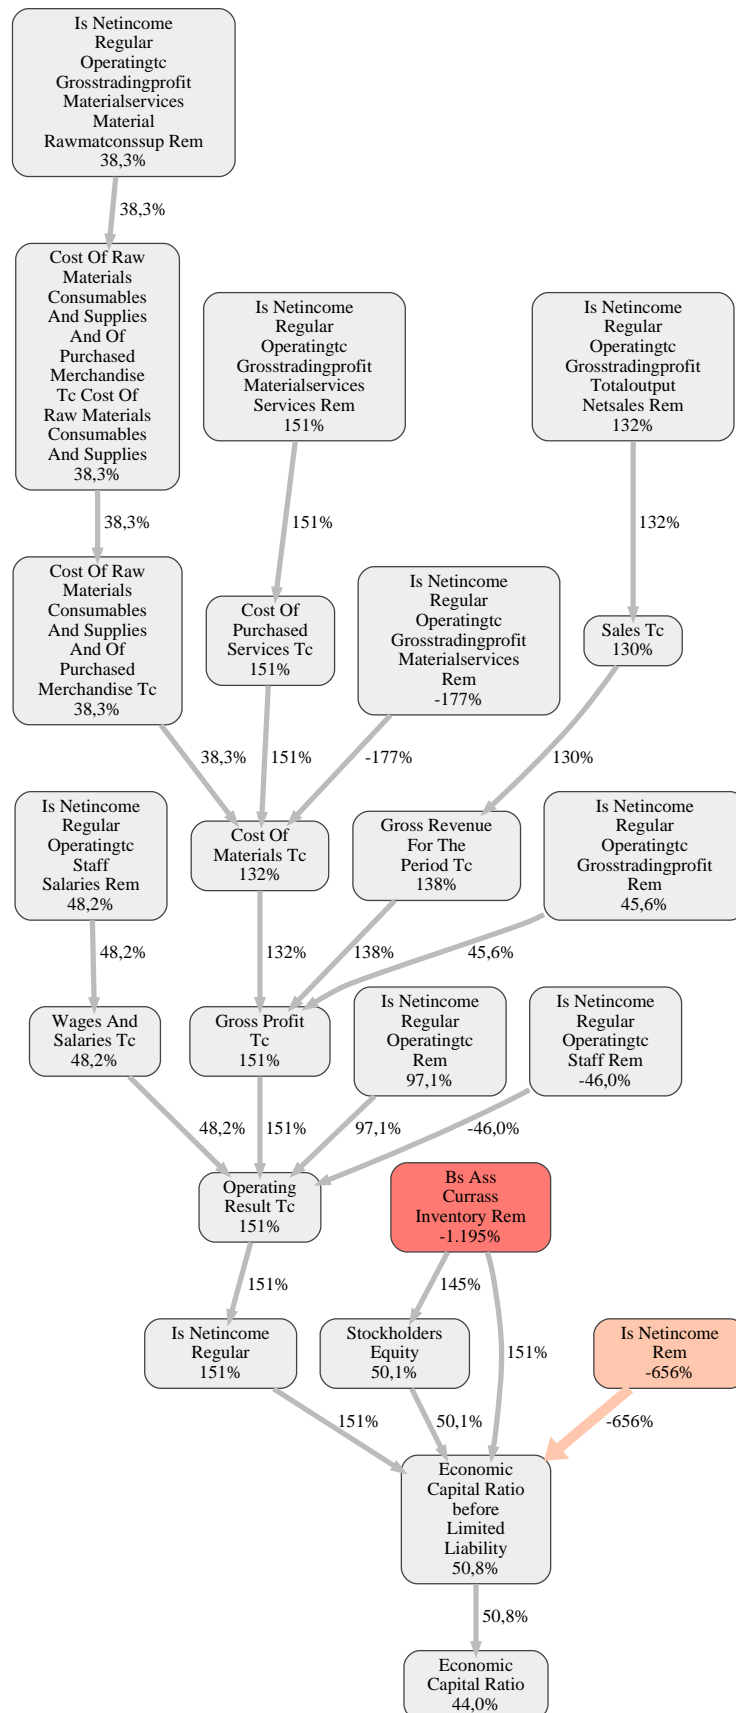 Is Netincome
Regular
Operatingtc
Grosstradingprofit
Materialservices
Material
Rawmatconssup Rem
38,3%
38,3%
Cost Of Raw
Materials
Consumables
And Supplies
And Of
Purchased
Merchandise
Tc Cost Of
Raw Materials
Consumables
And Supplies
38,3%
Is Netincome
Regular
Operatingtc
Grosstradingprofit
Materialservices
Services Rem
151%
Is Netincome
Regular
Operatingtc
Grosstradingprofit
Totaloutput
Netsales Rem
132%
38,3%
151%
132%
Cost Of Raw
Materials
Consumables
And Supplies
And Of
Purchased
Merchandise Tc
38,3%
Cost Of
Purchased
Services Tc
151%
Is Netincome
Regular
Operatingtc
Grosstradingprofit
Materialservices
Rem
-177%
Sales Tc
130%
38,3%
151%
-177%
130%
Is Netincome
Regular
Operatingtc
Staff
Salaries Rem
48,2%
Cost Of
Materials Tc
132%
Gross Revenue
For The
Period Tc
138%
Is Netincome
Regular
Operatingtc
Grosstradingprofit
Rem
45,6%
48,2%
132%
138%
45,6%
Wages And
Salaries Tc
48,2%
Gross Profit
Tc
151%
Is Netincome
Regular
Operatingtc
Rem
97,1%
Is Netincome
Regular
Operatingtc
Staff Rem
-46,0%
48,2%
151%
97,1%
-46,0%
Operating
Result Tc
151%
Bs Ass
Currass
Inventory Rem
-1.195%
151%
145%
Is Netincome
Regular
151%
Stockholders
Equity
50,1%
151%
Is Netincome
Rem
-656%
151%
50,1%
-656%
Economic
Capital Ratio
before
Limited
Liability
50,8%
50,8%
Economic
Capital Ratio
44,0%